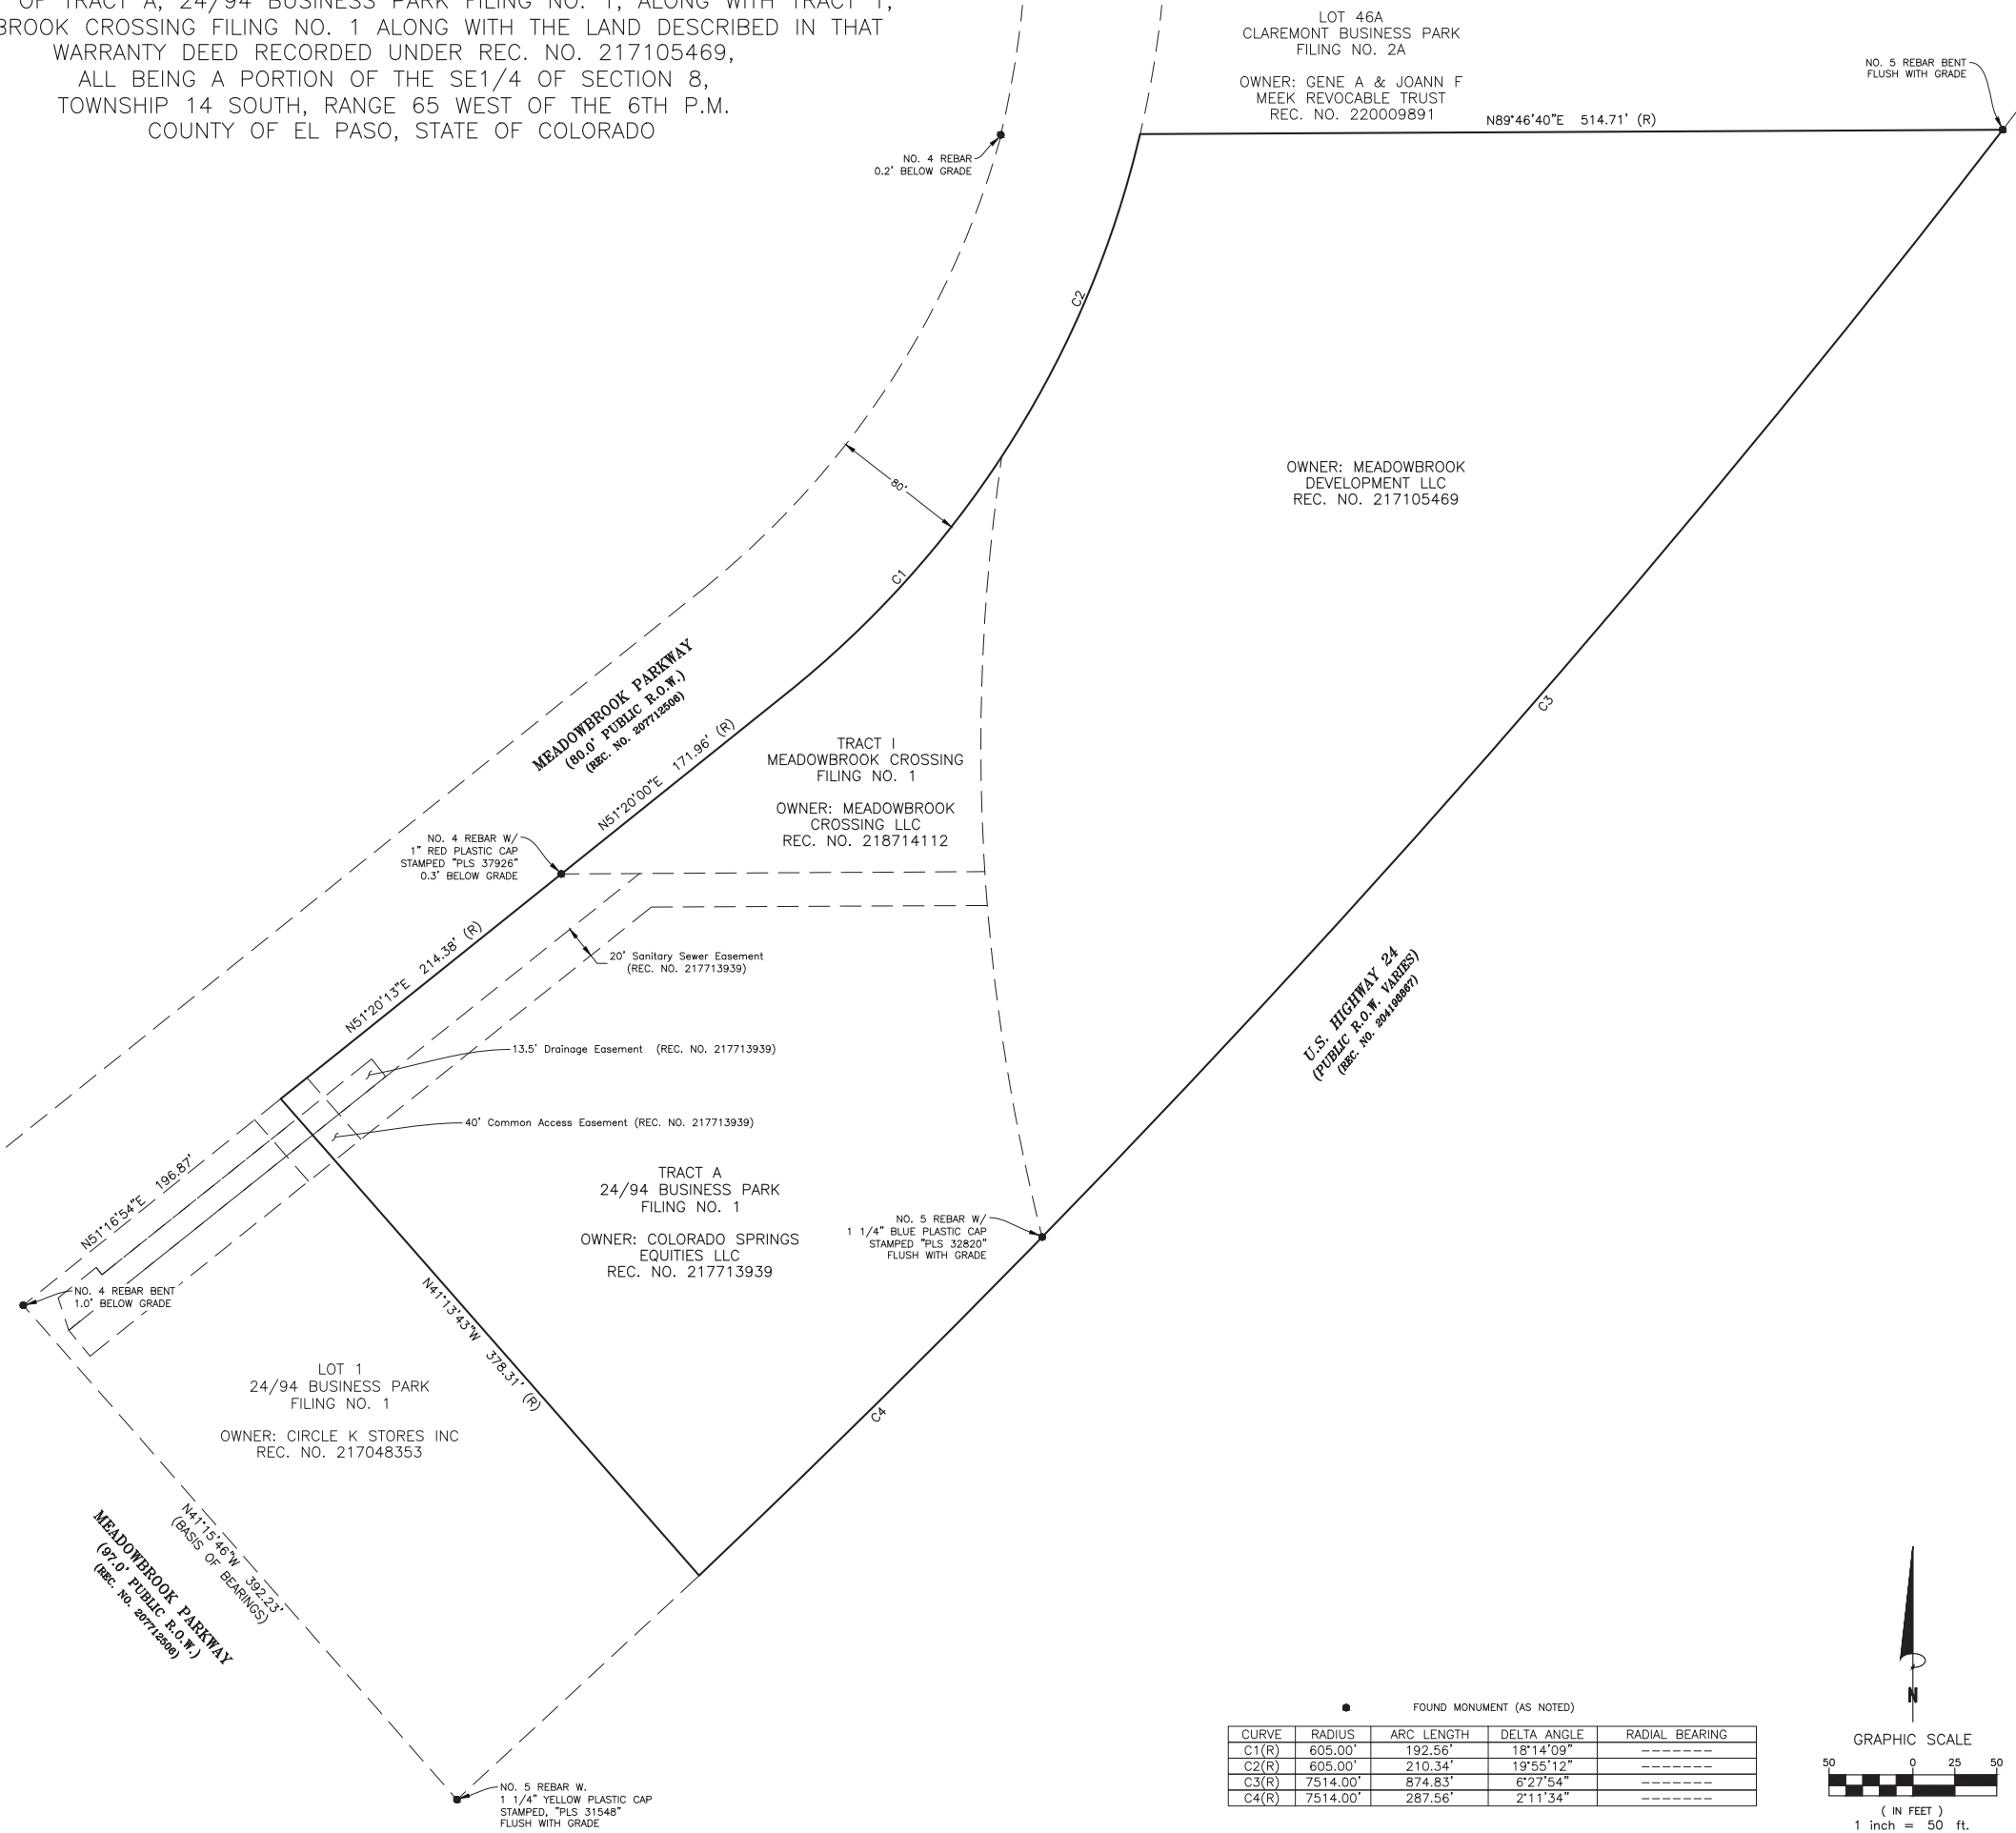 OF TRACT A, 24/94 BUSINESS PARK FILING NO. 1, ALONG WITH TRACT 1,
BROOK CROSSING FILING NO. 1 ALONG WITH THE LAND DESCRIBED IN THAT
WARRANTY DEED RECORDED UNDER REC. NO. 217105469,
ALL BEING A PORTION OF THE SE1/4 OF SECTION 8,
TOWNSHIP 14 SOUTH, RANGE 65 WEST OF THE 6TH P.M.
COUNTY OF EL PASO, STATE OF COLORADO
LOT 46A
CLAREMONT BUSINESS PARK
FILING NO. 2A
OWNER: GENE A & JOANN F
MEEK REVOCABLE TRUST
REC. NO. 220009891
NO. 5 REBAR BENT
FLUSH WITH GRADE
N89°46'40"E 514.71' (R)
NO. 4 REBAR
0.2' BELOW GRADE
C2
80'
OWNER: MEADOWBROOK
DEVELOPMENT LLC
REC. NO. 217105469
C1
MEADOWBROOK PARKWAY
(80.0' PUBLIC R.O.W.)
(REC. NO. 207712506)
N51°20'00"E 171.96' (R)
C3
TRACT I
MEADOWBROOK CROSSING
FILING NO. 1
OWNER: MEADOWBROOK
CROSSING LLC
REC. NO. 218714112
NO. 4 REBAR W/
1" RED PLASTIC CAP
STAMPED "PLS 37926"
0.3' BELOW GRADE
N51°20'13"E 214.38' (R)
20' Sanitary Sewer Easement
(REC. NO. 217713939)
U.S. HIGHWAY 24
(PUBLIC R.O.W. VARIES)
(REC. NO. 204198867)
13.5' Drainage Easement (REC. NO. 217713939)
40' Common Access Easement (REC. NO. 217713939)
N51°16'54"E 196.87'
TRACT A
24/94 BUSINESS PARK
FILING NO. 1
OWNER: COLORADO SPRINGS
EQUITIES LLC
REC. NO. 217713939
NO. 5 REBAR W/
1 1/4" BLUE PLASTIC CAP
STAMPED "PLS 32820"
FLUSH WITH GRADE
NO. 4 REBAR BENT
1.0' BELOW GRADE
N41°13'43"W 378.31' (R)
LOT 1
24/94 BUSINESS PARK
FILING NO. 1
OWNER: CIRCLE K STORES INC
REC. NO. 217048353
C4
N41°15'46"W 392.23'
(BASIS OF BEARINGS)
MEADOWBROOK PARKWAY
(97.0' PUBLIC R.O.W.)
(REC. NO. 207712506)
NO. 5 REBAR W.
1 1/4" YELLOW PLASTIC CAP
STAMPED, "PLS 31548"
FLUSH WITH GRADE
FOUND MONUMENT (AS NOTED)
CURVE RADIUS ARC LENGTH DELTA ANGLE RADIAL BEARING
C1(R) 605.00' 192.56' 18°14'09" -------
C2(R) 605.00' 210.34' 19°55'12" -------
C3(R) 7514.00' 874.83' 6°27'54" -------
C4(R) 7514.00' 287.56' 2°11'34" -------
N
GRAPHIC SCALE
50 0 25 50
( IN FEET )
1 inch = 50 ft.